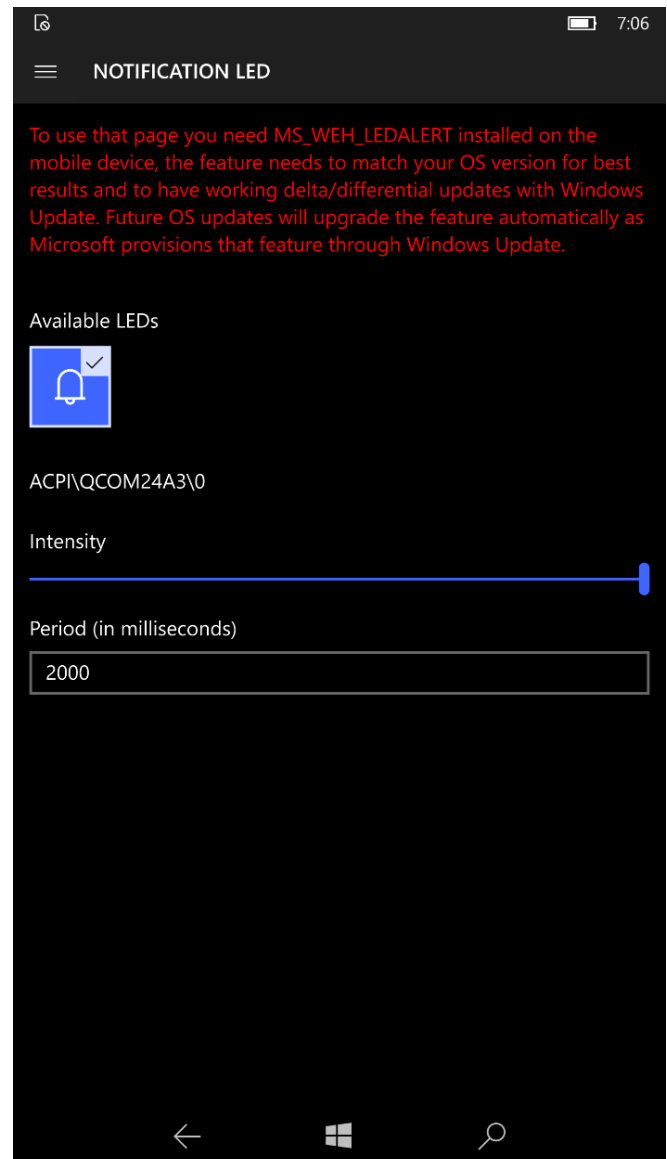 7:06
NOTIFICATION LED
To use that page you need MS_WEH_LEDALERT installed on the
mobile device, the feature needs to match your OS version for best
results and to have working delta/differential updates with Windows
Update. Future OS updates will upgrade the feature automatically as
Microsoft provisions that feature through Windows Update.
Available LEDs
ACPI\QCOM24A3\0
Intensity
Period (in milliseconds)
2000